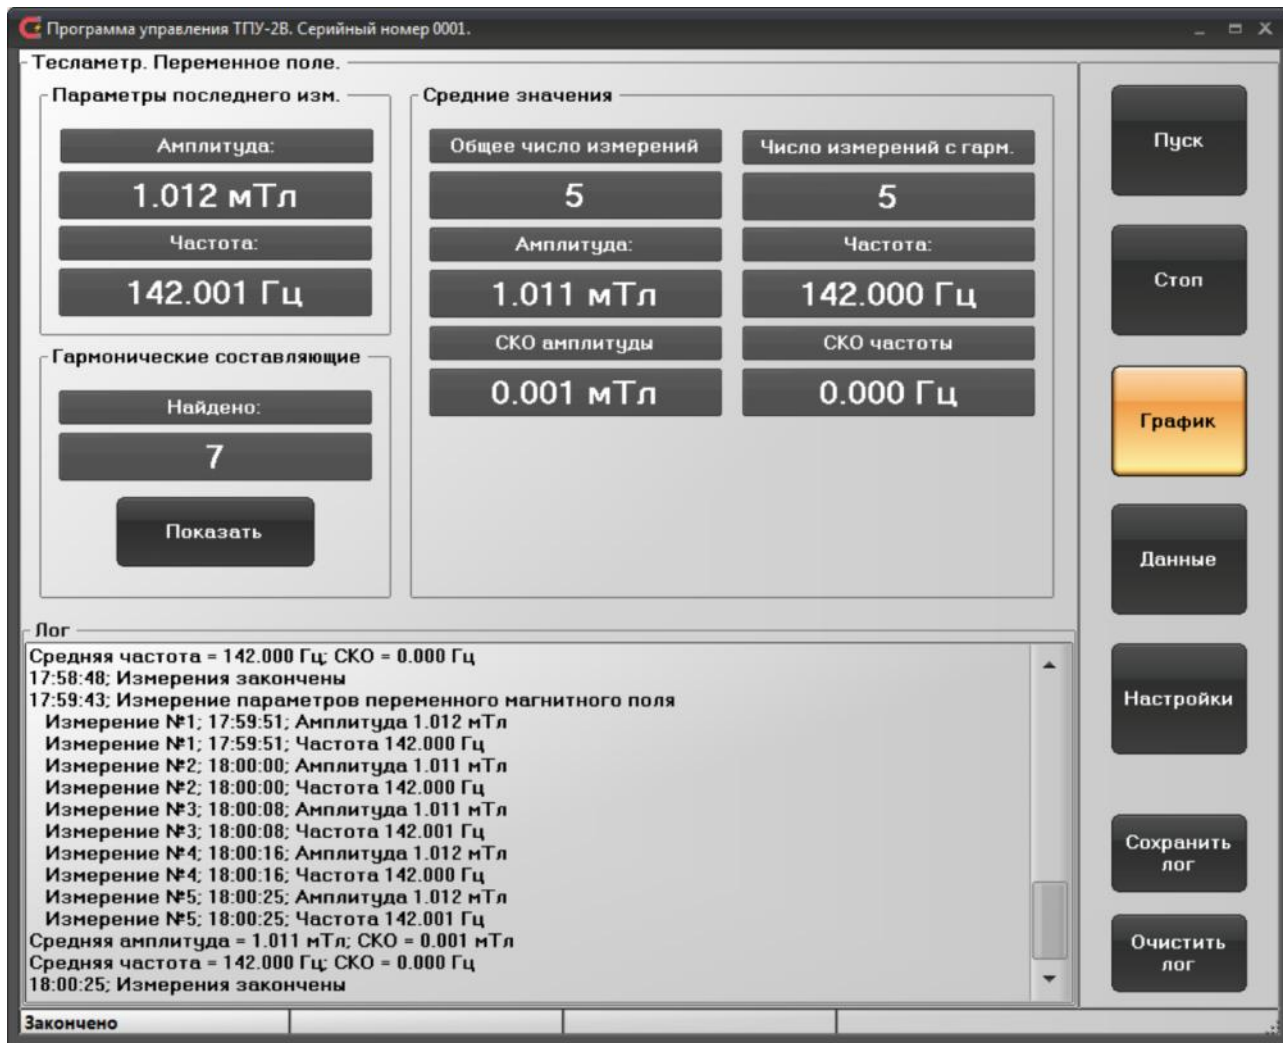 Программа управления ТПУ-2В. Серийный номер 0001.
Тесламетр. Переменное поле.
Параметры последнего изм.
Амплитуда:
1.012 мТл
Частота:
142.001 Гц
Гармонические составляющие
Найдено:
7
Показать
Средние значения
Общее число измерений
5
Амплитуда:
1.011 мТл
СКО амплитуды
0.001 мТл
Число измерений с гарм.
5
Частота:
142.000 Гц
СКО частоты
0.000 Гц
Пуск
Стоп
График
Данные
Настройки
Сохранить
лог
Очистить
лог
Лог
Средняя частота = 142.000 Гц; СКО = 0.000 Гц
17:58:48; Измерения закончены
17:59:43; Измерение параметров переменного магнитного поля
Измерение №1; 17:59:51; Амплитуда 1.012 мТл
Измерение №1; 17:59:51; Частота 142.000 Гц
Измерение №2; 18:00:00; Амплитуда 1.011 мТл
Измерение №2; 18:00:00; Частота 142.000 Гц
Измерение №3; 18:00:08; Амплитуда 1.011 мТл
Измерение №3; 18:00:08; Частота 142.001 Гц
Измерение №4; 18:00:16; Амплитуда 1.012 мТл
Измерение №4; 18:00:16; Частота 142.000 Гц
Измерение №5; 18:00:25; Амплитуда 1.012 мТл
Измерение №5; 18:00:25; Частота 142.001 Гц
Средняя амплитуда = 1.011 мТл; СКО = 0.001 мТл
Средняя частота = 142.000 Гц; СКО = 0.000 Гц
18:00:25; Измерения закончены
Закончено